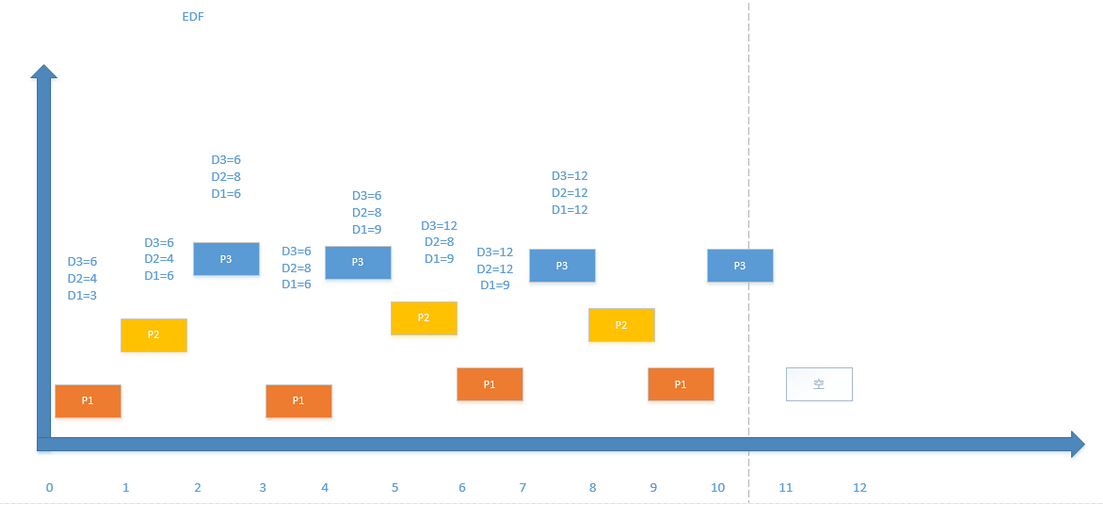 EDF
D3=6
D2=8
D1=6
D3=12
D2=12
D1=12
D3=6
D2=8
D1=9
D3=12
D2=8
D1=9
D3=6
D2=4
D1=6
D3=6
D2=8
D1=6
D3=12
D2=12
D1=9
D3=6
D2=4
D1=3
P3
P3
P3
P3
P2
P2
P2
P1
P1
P1
P1
空
0 1 2 3 4 5 6 7 8 9 10 11 12